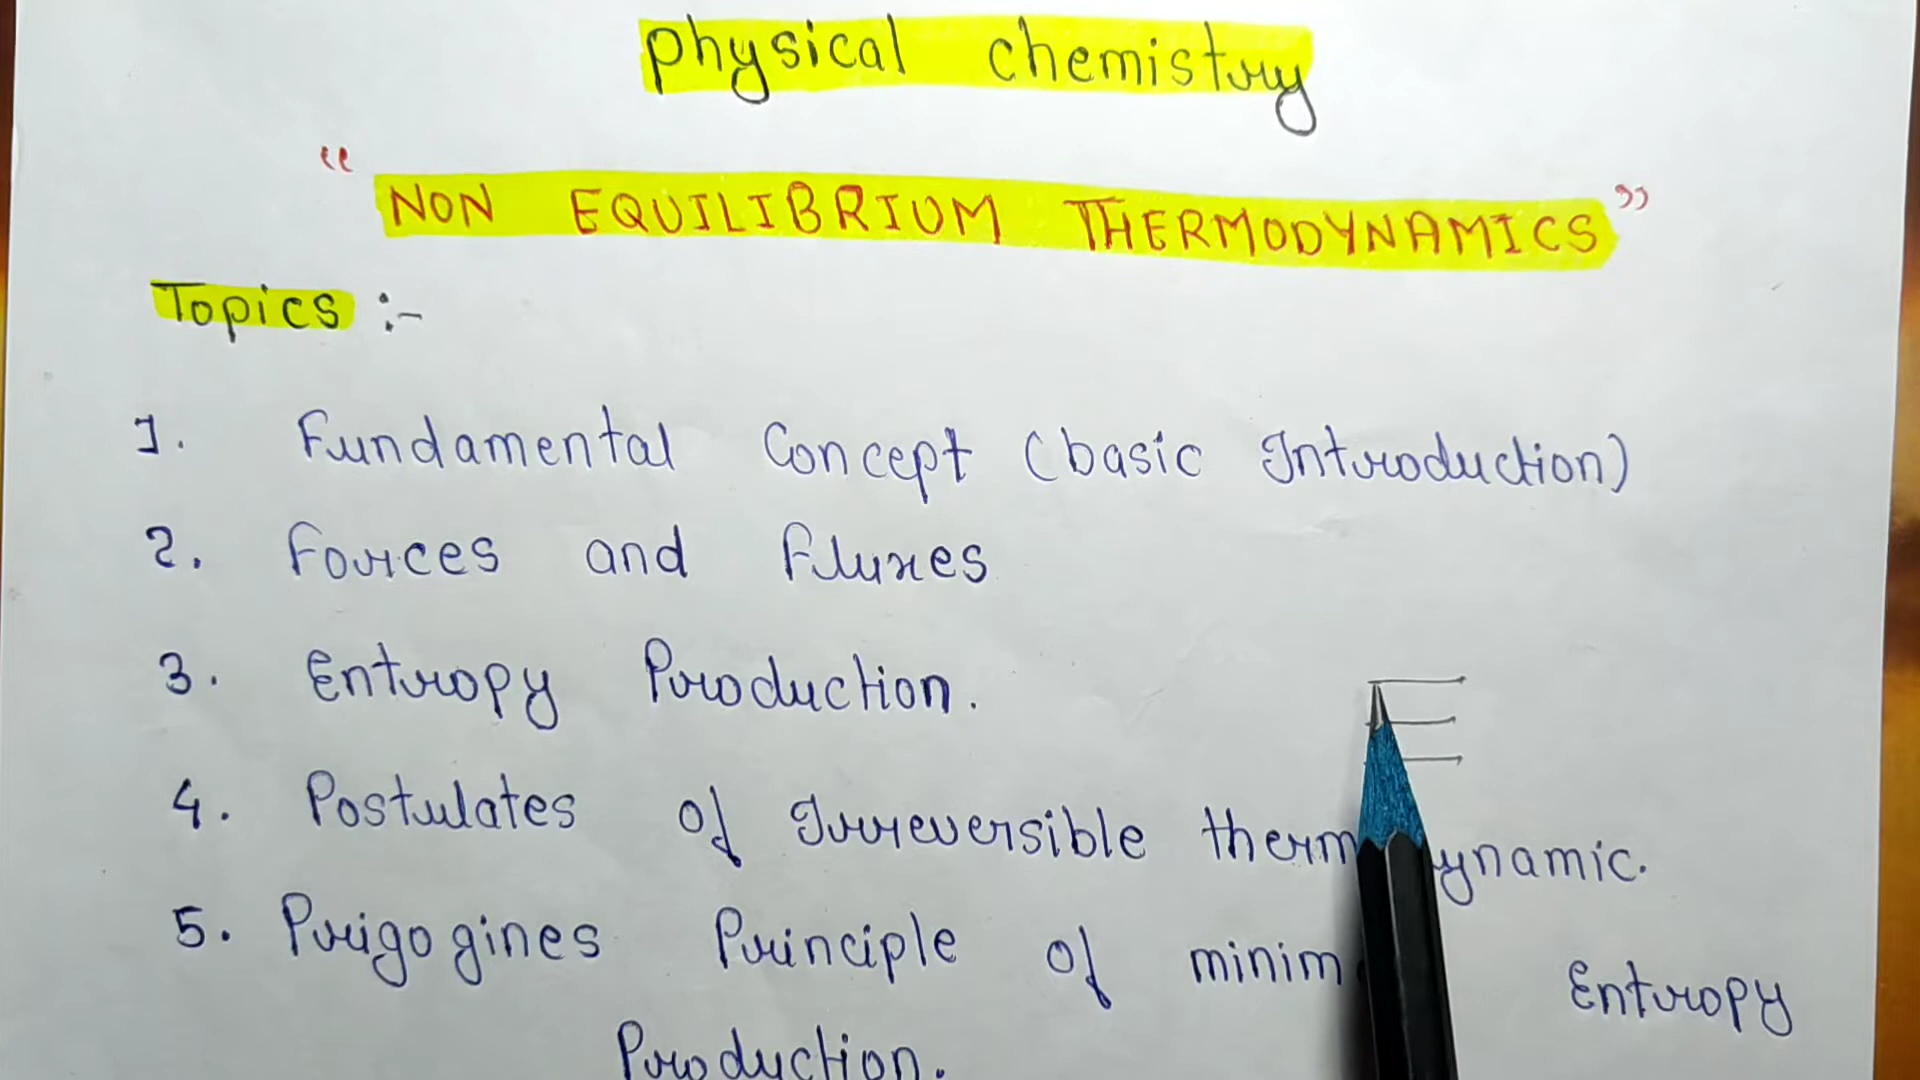 physical chemistry
“ NON EQUILIBRIUM THERMODYNAMICS ”
Topics :-
1. Fundamental Concept (basic Introduction)
2. Forces and Fluxes
3. Entropy Production.
4. Postulates of Irreversible therm ynamic.
5. Prigogines Principle of minim Entropy
Production.